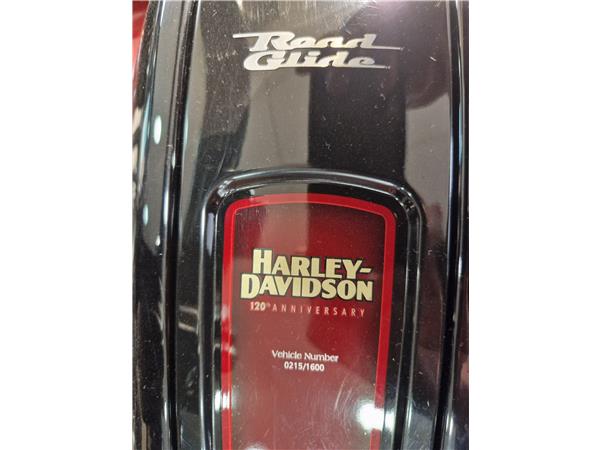 Road
Glide
HARLEY-
DAVIDSON
120th ANNIVERSARY
Vehicle Number
0215/1600